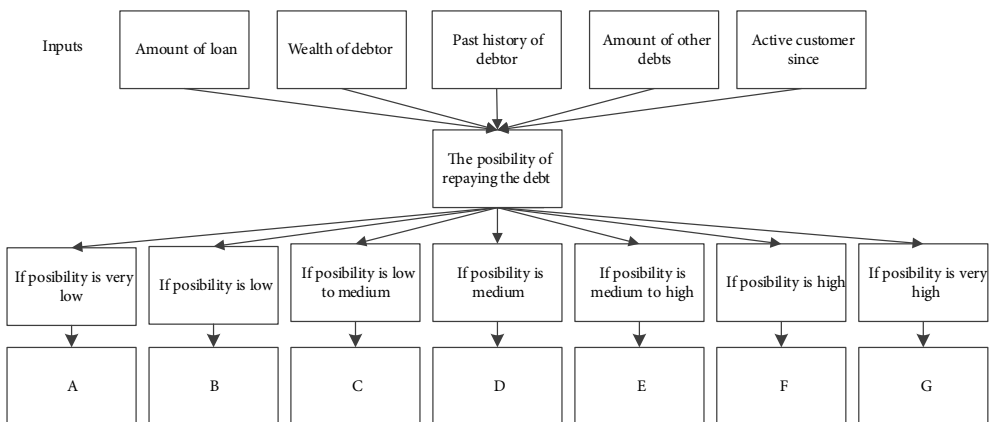 Inputs
Amount of loan
Wealth of debtor
Past history of
debtor
Amount of other
debts
Active customer
since
The posibility of
repaying the debt
If posibility is very
low
If posibility is low
If posibility is low
to medium
If posibility is
medium
If posibility is
medium to high
If posibility is high
If posibility is very
high
A
B
C
D
E
F
G